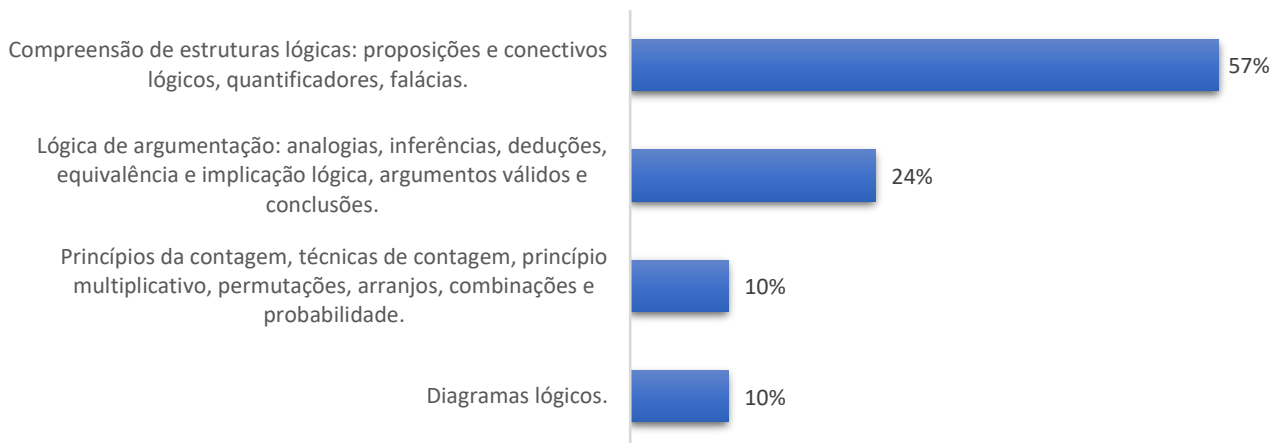 Compreensão de estruturas lógicas: proposições e conectivos
lógicos, quantificadores, falácias.
57%
Lógica de argumentação: analogias, inferências, deduções,
equivalência e implicação lógica, argumentos válidos e
conclusões.
24%
Princípios da contagem, técnicas de contagem, princípio
multiplicativo, permutações, arranjos, combinações e
probabilidade.
10%
Diagramas lógicos.
10%